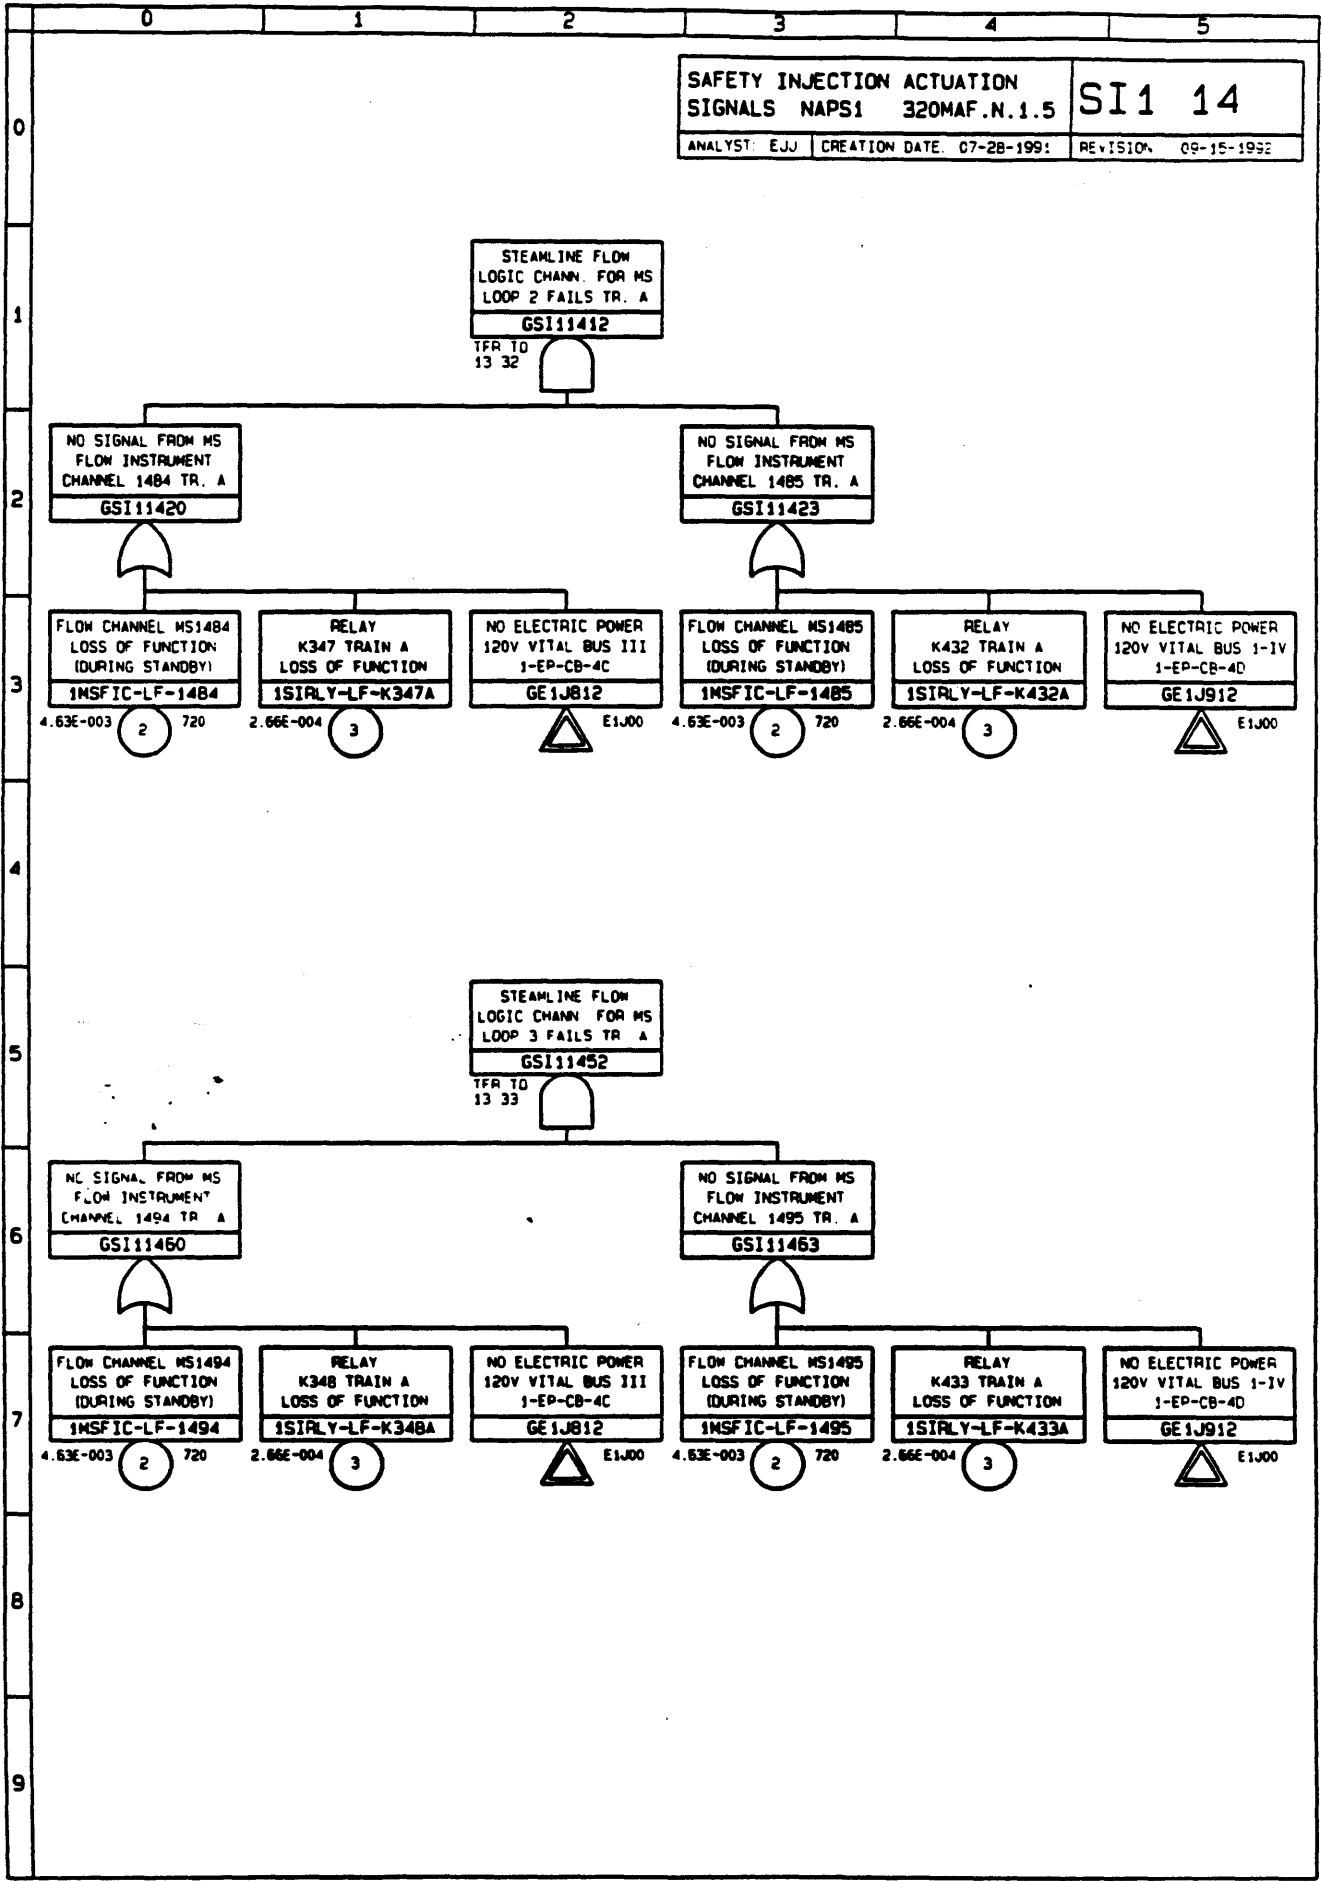 0 1 2 3 4 5
SAFETY INJECTION ACTUATION
SIGNALS NAPS1 320MAF.N.1.5
SI1 14
ANALYST: EJJ
CREATION DATE. 07-28-1991
REVISION 09-15-1992
0
STEAMLINE FLOW
LOGIC CHANN. FOR MS
LOOP 2 FAILS TR. A
GSI11412
TFR TO
13 32
1
NO SIGNAL FROM MS
FLOW INSTRUMENT
CHANNEL 1484 TR. A
GSI11420
NO SIGNAL FROM MS
FLOW INSTRUMENT
CHANNEL 1485 TR. A
GSI11423
2
FLOW CHANNEL MS1484
LOSS OF FUNCTION
(DURING STANDBY)
1MSFIC-LF-1484
4.63E-003 2 720
RELAY
K347 TRAIN A
LOSS OF FUNCTION
1SIRLY-LF-K347A
2.66E-004 3
NO ELECTRIC POWER
120V VITAL BUS III
1-EP-CB-4C
GE1J812
E1J00
FLOW CHANNEL MS1485
LOSS OF FUNCTION
(DURING STANDBY)
1MSFIC-LF-1485
4.63E-003 2 720
RELAY
K432 TRAIN A
LOSS OF FUNCTION
1SIRLY-LF-K432A
2.66E-004 3
NO ELECTRIC POWER
120V VITAL BUS 1-IV
1-EP-CB-4D
GE1J912
E1J00
3
4
STEAMLINE FLOW
LOGIC CHANN FOR MS
LOOP 3 FAILS TR A
GSI11452
TFR TO
13 33
5
NO SIGNAL FROM MS
FLOW INSTRUMENT
CHANNEL 1494 TR A
GSI11460
NO SIGNAL FROM MS
FLOW INSTRUMENT
CHANNEL 1495 TR. A
GSI11463
6
FLOW CHANNEL MS1494
LOSS OF FUNCTION
(DURING STANDBY)
1MSFIC-LF-1494
4.63E-003 2 720
RELAY
K348 TRAIN A
LOSS OF FUNCTION
1SIRLY-LF-K348A
2.66E-004 3
NO ELECTRIC POWER
120V VITAL BUS III
1-EP-CB-4C
GE1J812
E1J00
FLOW CHANNEL MS1495
LOSS OF FUNCTION
(DURING STANDBY)
1MSFIC-LF-1495
4.63E-003 2 720
RELAY
K433 TRAIN A
LOSS OF FUNCTION
1SIRLY-LF-K433A
2.66E-004 3
NO ELECTRIC POWER
120V VITAL BUS 1-IV
1-EP-CB-4D
GE1J912
E1J00
7
8
9